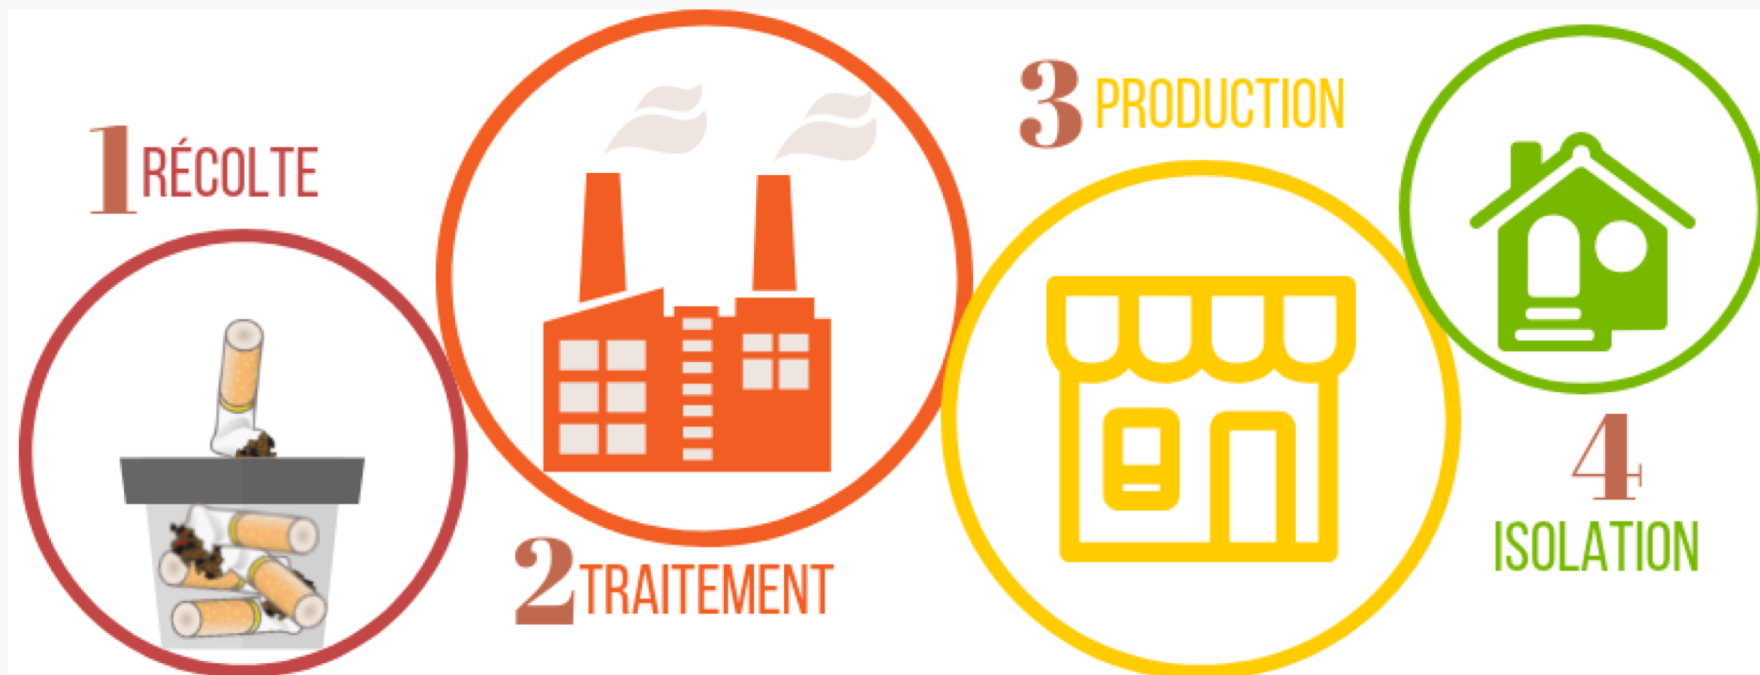 1 RÉCOLTE
2 TRAITEMENT
3 PRODUCTION
4
ISOLATION